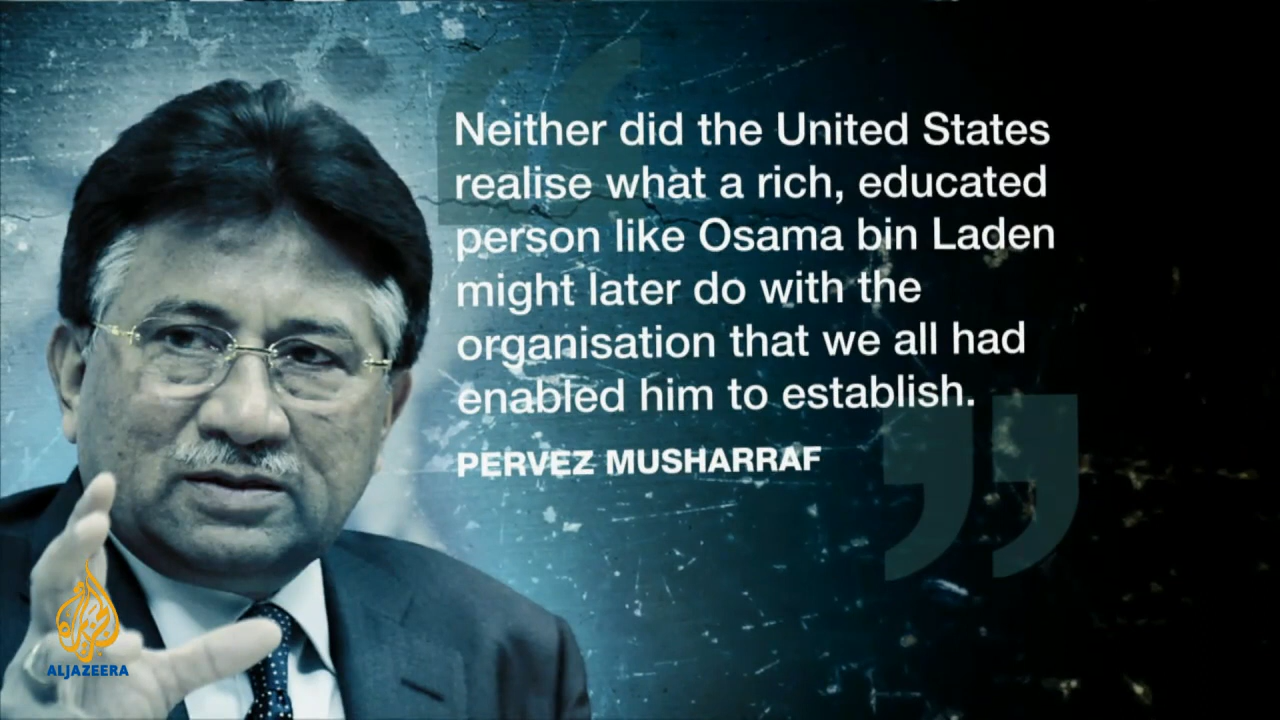 Neither did the United States
realise what a rich, educated
person like Osama bin Laden
might later do with the
organisation that we all had
enabled him to establish.
PERVEZ MUSHARRAF
ALJAZEERA